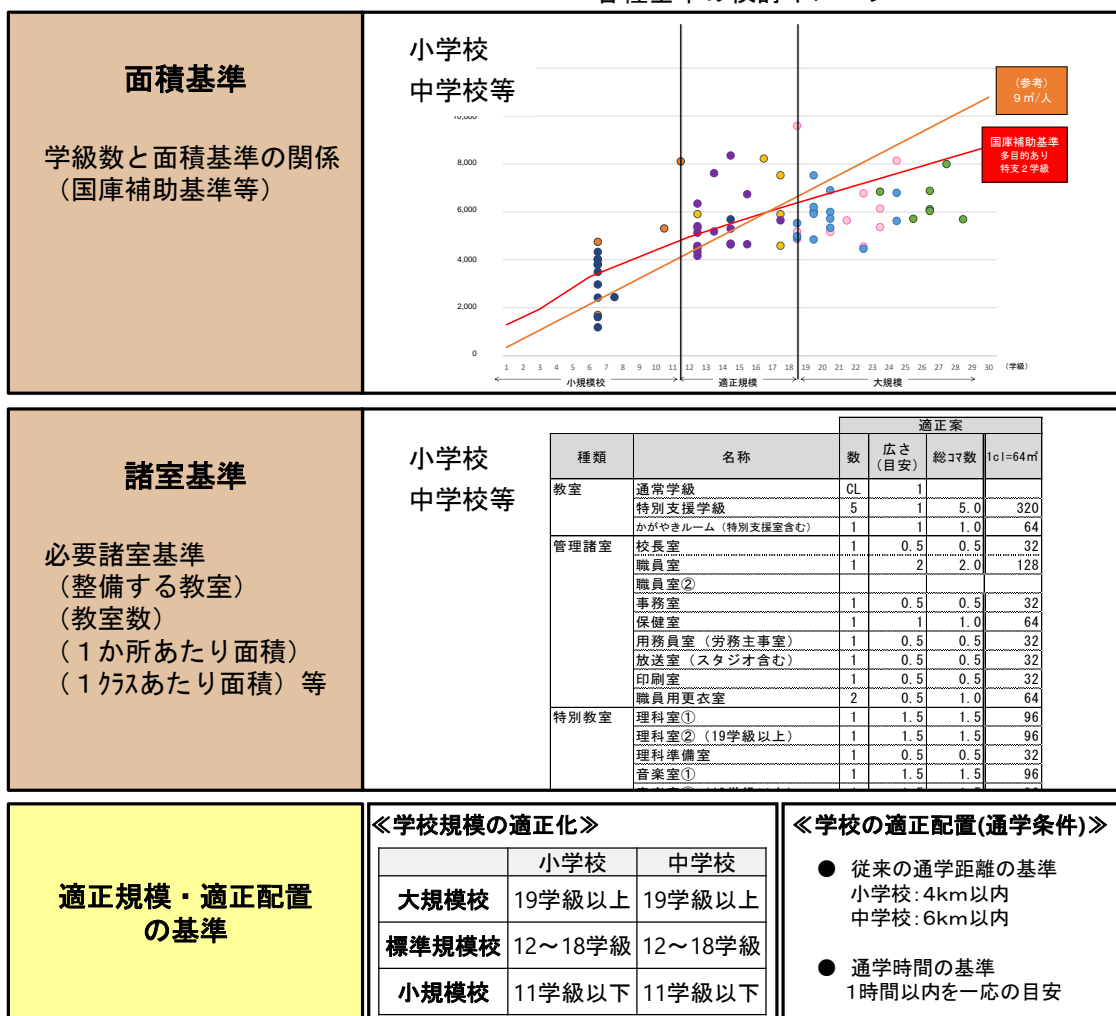 面積基準
学級数と面積基準の関係
（国庫補助基準等）
小学校
中学校等
10,000
8,000
6,000
4,000
2,000
0
1 2 3 4 5 6 7 8 9 10 11 12 13 14 15 16 17 18 19 20 21 22 23 24 25 26 27 28 29 30 (学級)
小規模校 適正規模 大規模
(参考)
9㎡/人
国庫補助基準
多目的あり
特支2学級
諸室基準
必要諸室基準
（整備する教室）
（教室数）
（１か所あたり面積）
（１クラスあたり面積）等
小学校
中学校等
適正案
種類 名称 数 広さ(目安) 総コマ数 1cl=64㎡
教室 通常学級 CL 1
特別支援学級 5 1 5.0 320
かがやきルーム（特別支援室含む） 1 1 1.0 64
管理諸室 校長室 1 0.5 0.5 32
職員室 1 2 2.0 128
職員室②
事務室 1 0.5 0.5 32
保健室 1 1 1.0 64
用務員室（労務主事室） 1 0.5 0.5 32
放送室（スタジオ含む） 1 0.5 0.5 32
印刷室 1 0.5 0.5 32
職員用更衣室 2 0.5 1.0 64
特別教室 理科室① 1 1.5 1.5 96
理科室②（19学級以上） 1 1.5 1.5 96
理科準備室 1 0.5 0.5 32
音楽室① 1 1.5 1.5 96
適正規模・適正配置
の基準
≪学校規模の適正化≫
小学校 中学校
大規模校 19学級以上 19学級以上
標準規模校 12～18学級 12～18学級
小規模校 11学級以下 11学級以下
≪学校の適正配置(通学条件)≫
● 従来の通学距離の基準
小学校：4km以内
中学校：6km以内
● 通学時間の基準
1時間以内を一応の目安